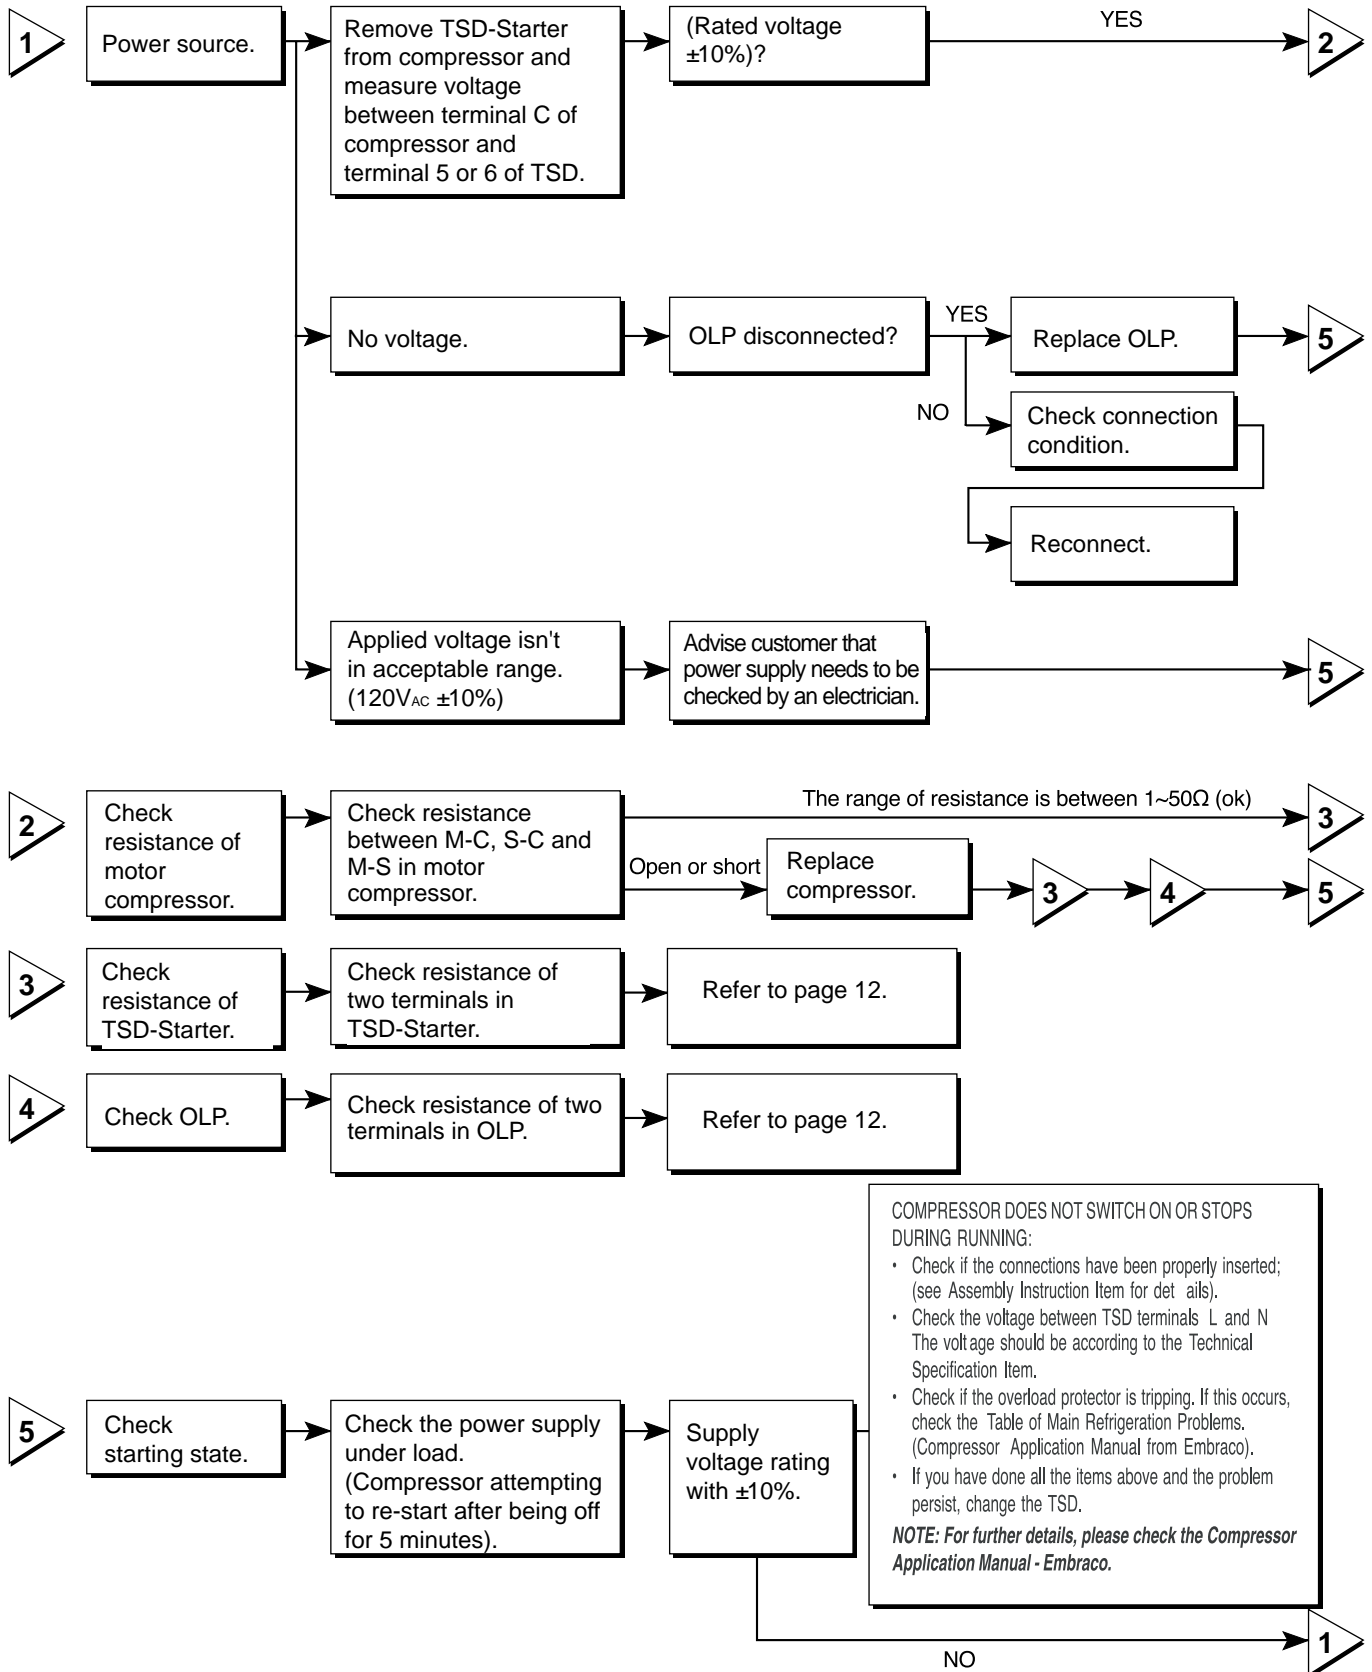 1
Power source.
Remove TSD-Starter
from compressor and
measure voltage
between terminal C of
compressor and
terminal 5 or 6 of TSD.
(Rated voltage
±10%)?
YES
2
No voltage.
OLP disconnected?
YES
Replace OLP.
5
NO
Check connection
condition.
Reconnect.
Applied voltage isn't
in acceptable range.
(120VAC ±10%)
Advise customer that
power supply needs to be
checked by an electrician.
5
2
Check
resistance of
motor
compressor.
Check resistance
between M-C, S-C and
M-S in motor
compressor.
The range of resistance is between 1~50Ω (ok)
3
Open or short
Replace
compressor.
3
4
5
3
Check
resistance of
TSD-Starter.
Check resistance of
two terminals in
TSD-Starter.
Refer to page 12.
4
Check OLP.
Check resistance of two
terminals in OLP.
Refer to page 12.
5
Check
starting state.
Check the power supply
under load.
(Compressor attempting
to re-start after being off
for 5 minutes).
Supply
voltage rating
with ±10%.
COMPRESSOR DOES NOT SWITCH ON OR STOPS
DURING RUNNING:
• Check if the connections have been properly inserted;
(see Assembly Instruction Item for det ails).
• Check the voltage between TSD terminals L and N
The voltage should be according to the Technical
Specification Item.
• Check if the overload protector is tripping. If this occurs,
check the Table of Main Refrigeration Problems.
(Compressor Application Manual from Embraco).
• If you have done all the items above and the problem
persist, change the TSD.
NOTE: For further details, please check the Compressor
Application Manual - Embraco.
NO
1